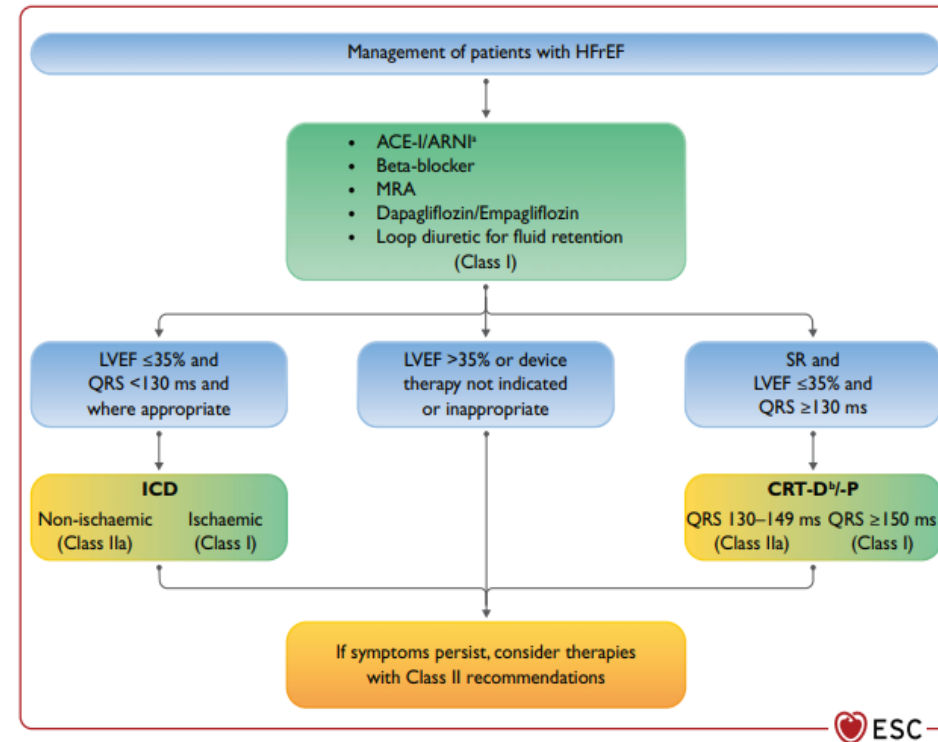 Management of patients with HFrEF
• ACE-I/ARNIᵃ
• Beta-blocker
• MRA
• Dapagliflozin/Empagliflozin
• Loop diuretic for fluid retention
(Class I)
LVEF ≤35% and
QRS <130 ms and
where appropriate
LVEF >35% or device
therapy not indicated
or inappropriate
SR and
LVEF ≤35% and
QRS ≥130 ms
ICD
Non-ischaemic Ischaemic
(Class IIa) (Class I)
CRT-Dᵇ/-P
QRS 130–149 ms QRS ≥150 ms
(Class IIa) (Class I)
If symptoms persist, consider therapies
with Class II recommendations
ESC